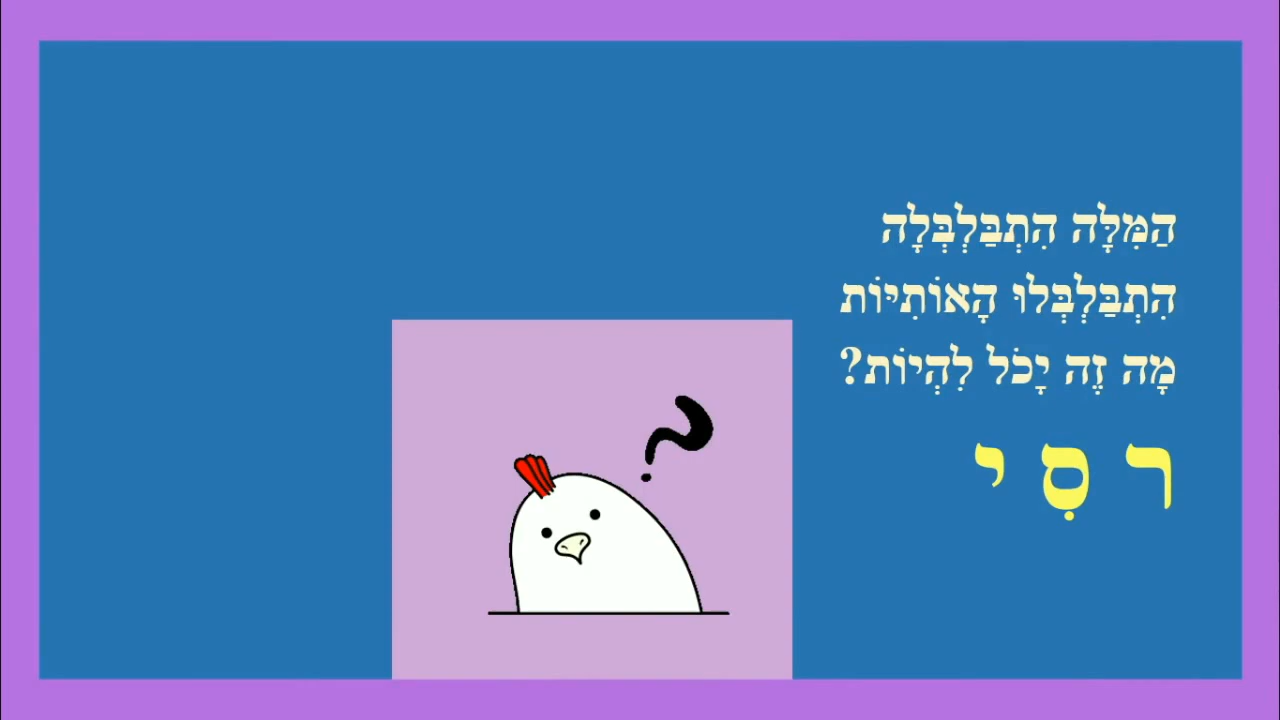 הַמִּלָּה הִתְבַּלְבְּלָה
הִתְבַּלְבְּלוּ הָאוֹתִיּוֹת
מָה זֶה יָכֹל לִהְיוֹת?
ר סִ י
?